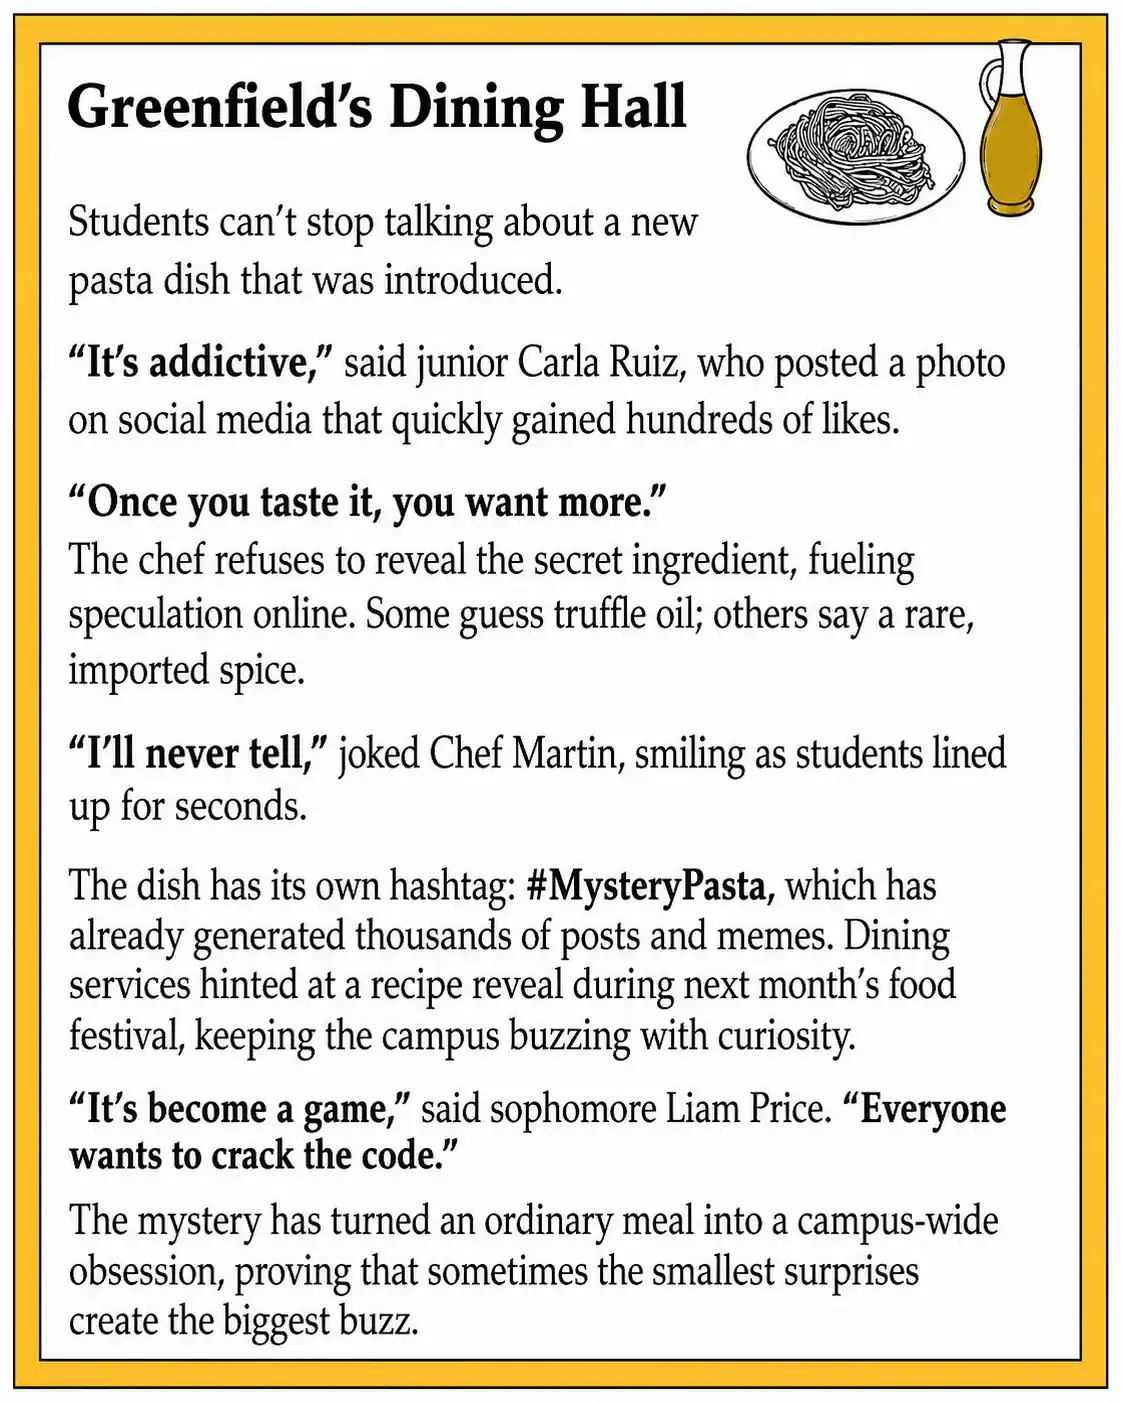 Greenfield’s Dining Hall
Students can’t stop talking about a new
pasta dish that was introduced.
“It’s addictive,” said junior Carla Ruiz, who posted a photo
on social media that quickly gained hundreds of likes.
“Once you taste it, you want more.”
The chef refuses to reveal the secret ingredient, fueling
speculation online. Some guess truffle oil; others say a rare,
imported spice.
“I’ll never tell,” joked Chef Martin, smiling as students lined
up for seconds.
The dish has its own hashtag: #MysteryPasta, which has
already generated thousands of posts and memes. Dining
services hinted at a recipe reveal during next month’s food
festival, keeping the campus buzzing with curiosity.
“It’s become a game,” said sophomore Liam Price. “Everyone
wants to crack the code.”
The mystery has turned an ordinary meal into a campus-wide
obsession, proving that sometimes the smallest surprises
create the biggest buzz.